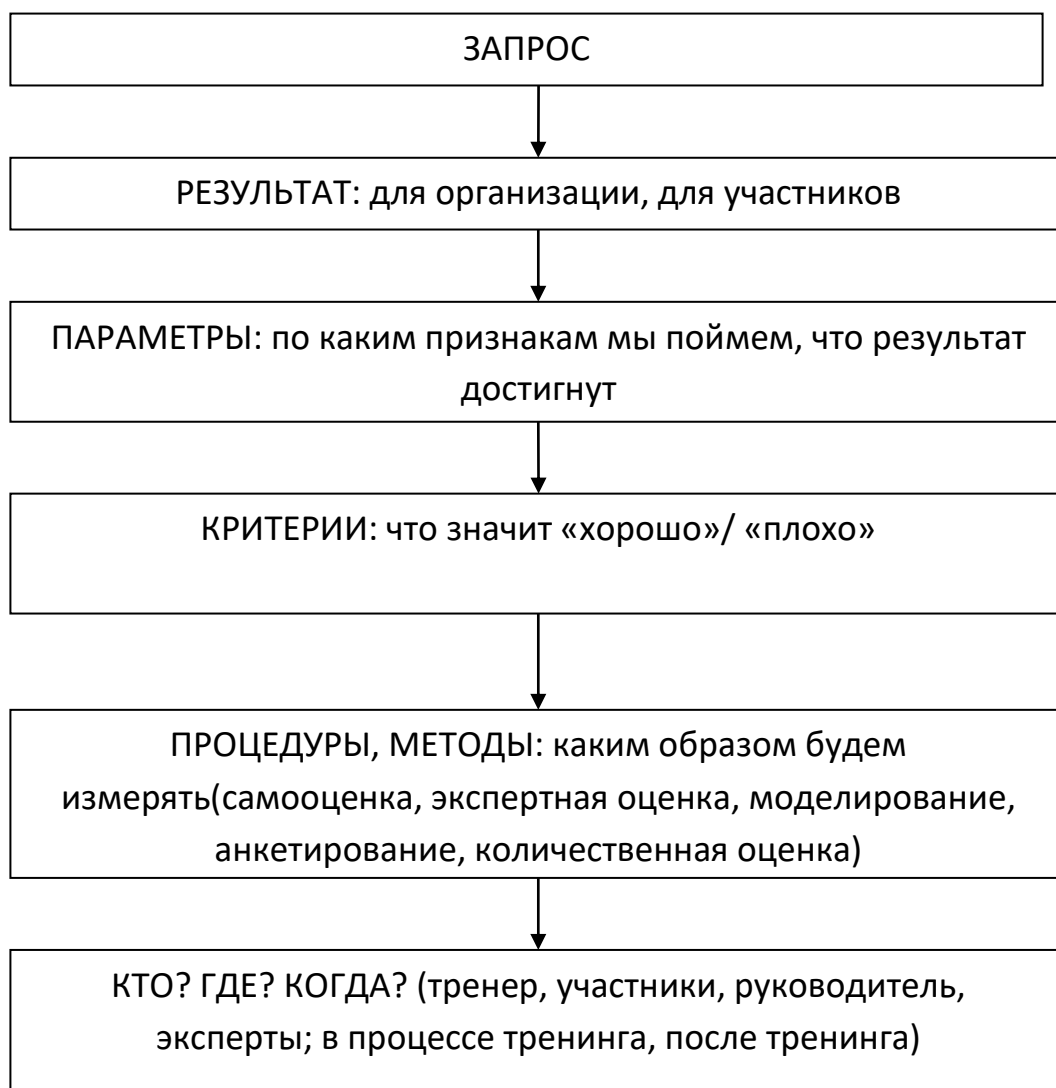 ЗАПРОС
РЕЗУЛЬТАТ: для организации, для участников
ПАРАМЕТРЫ: по каким признакам мы поймем, что результат
достигнут
КРИТЕРИИ: что значит «хорошо»/ «плохо»
ПРОЦЕДУРЫ, МЕТОДЫ: каким образом будем
измерять(самооценка, экспертная оценка, моделирование,
анкетирование, количественная оценка)
КТО? ГДЕ? КОГДА? (тренер, участники, руководитель,
эксперты; в процессе тренинга, после тренинга)